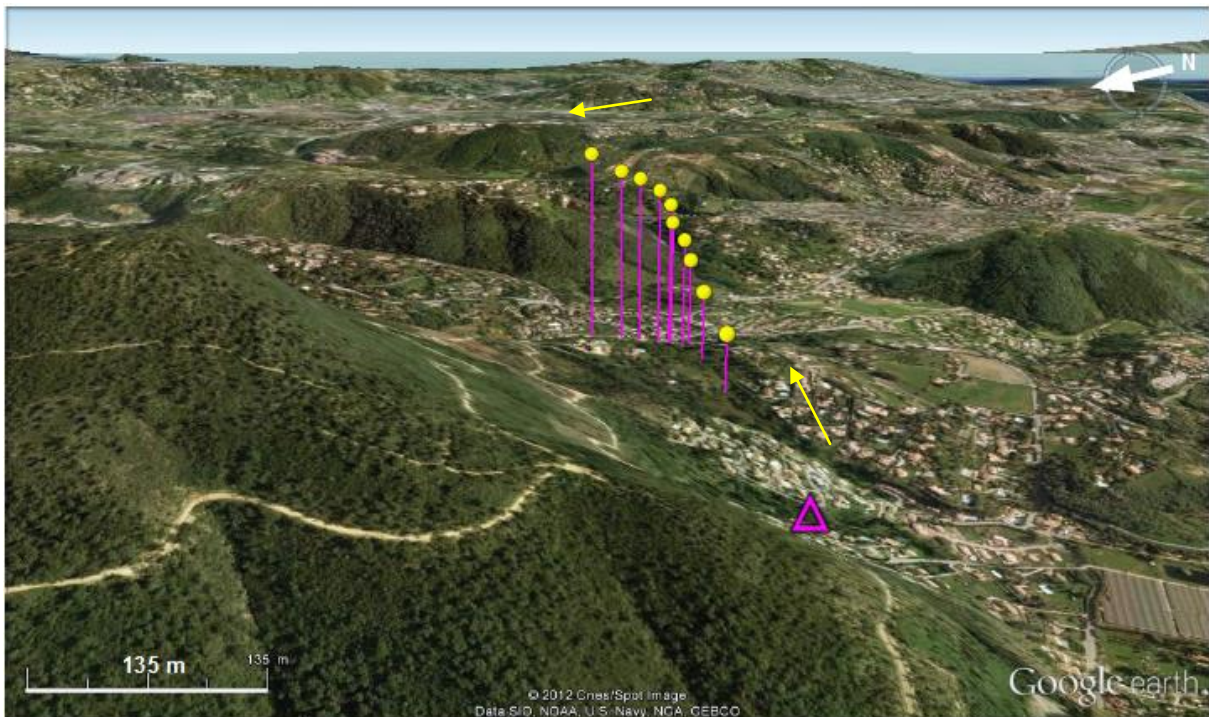 N
135 m
135 m
© 2012 Cnes/Spot Image
Data SIO, NOAA, U.S. Navy, NGA, GEBCO
Google earth